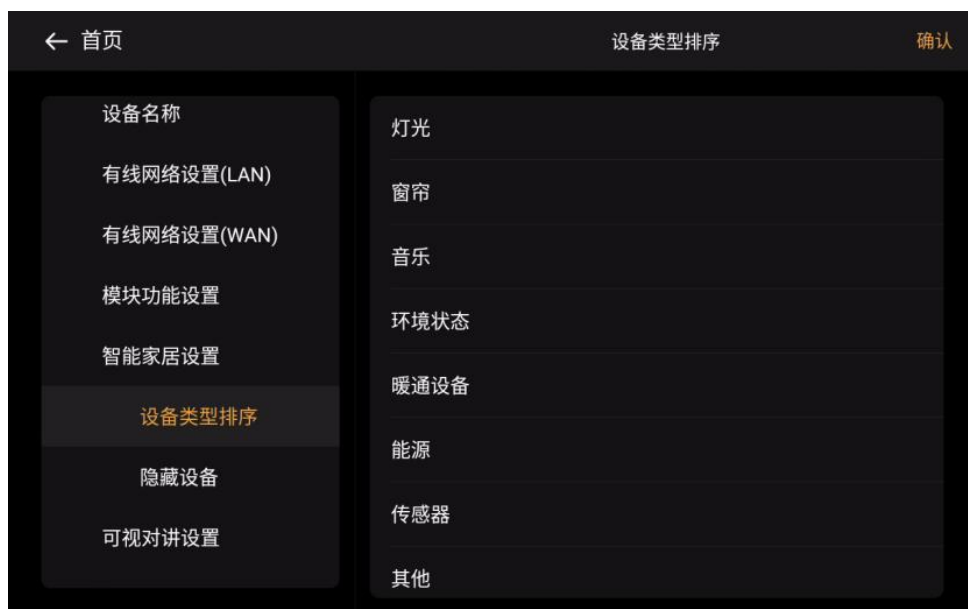 首页
设备类型排序
确认
设备名称
有线网络设置(LAN)
有线网络设置(WAN)
模块功能设置
智能家居设置
设备类型排序
隐藏设备
可视对讲设置
灯光
窗帘
音乐
环境状态
暖通设备
能源
传感器
其他